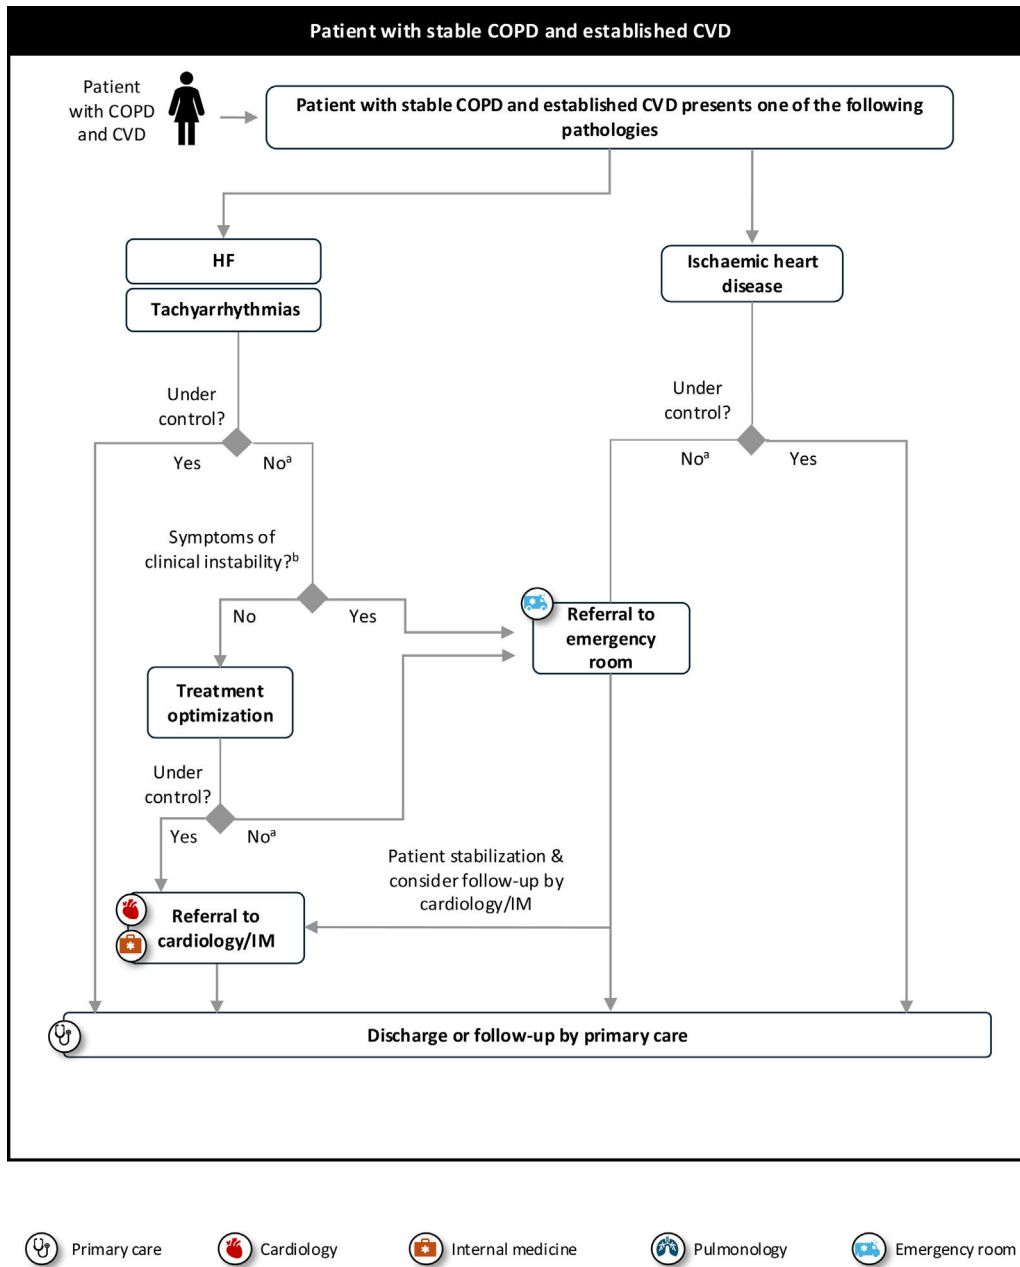 Patient with stable COPD and established CVD
Patient
with COPD
and CVD
Patient with stable COPD and established CVD presents one of the following
pathologies
HF
Tachyarrhythmias
Ischaemic heart
disease
Under
control?
Yes
Noᵃ
Under
control?
Noᵃ
Yes
Symptoms of
clinical instability?ᵇ
No
Yes
Referral to
emergency
room
Treatment
optimization
Under
control?
Yes
Noᵃ
Patient stabilization &
consider follow-up by
cardiology/IM
Referral to
cardiology/IM
Discharge or follow-up by primary care
Primary care
Cardiology
Internal medicine
Pulmonology
Emergency room